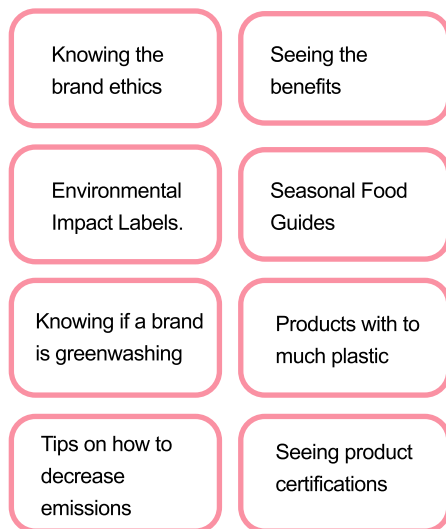 Knowing the
brand ethics
Seeing the
benefits
Environmental
Impact Labels.
Seasonal Food
Guides
Knowing if a brand
is greenwashing
Products with to
much plastic
Tips on how to
decrease
emissions
Seeing product
certifications